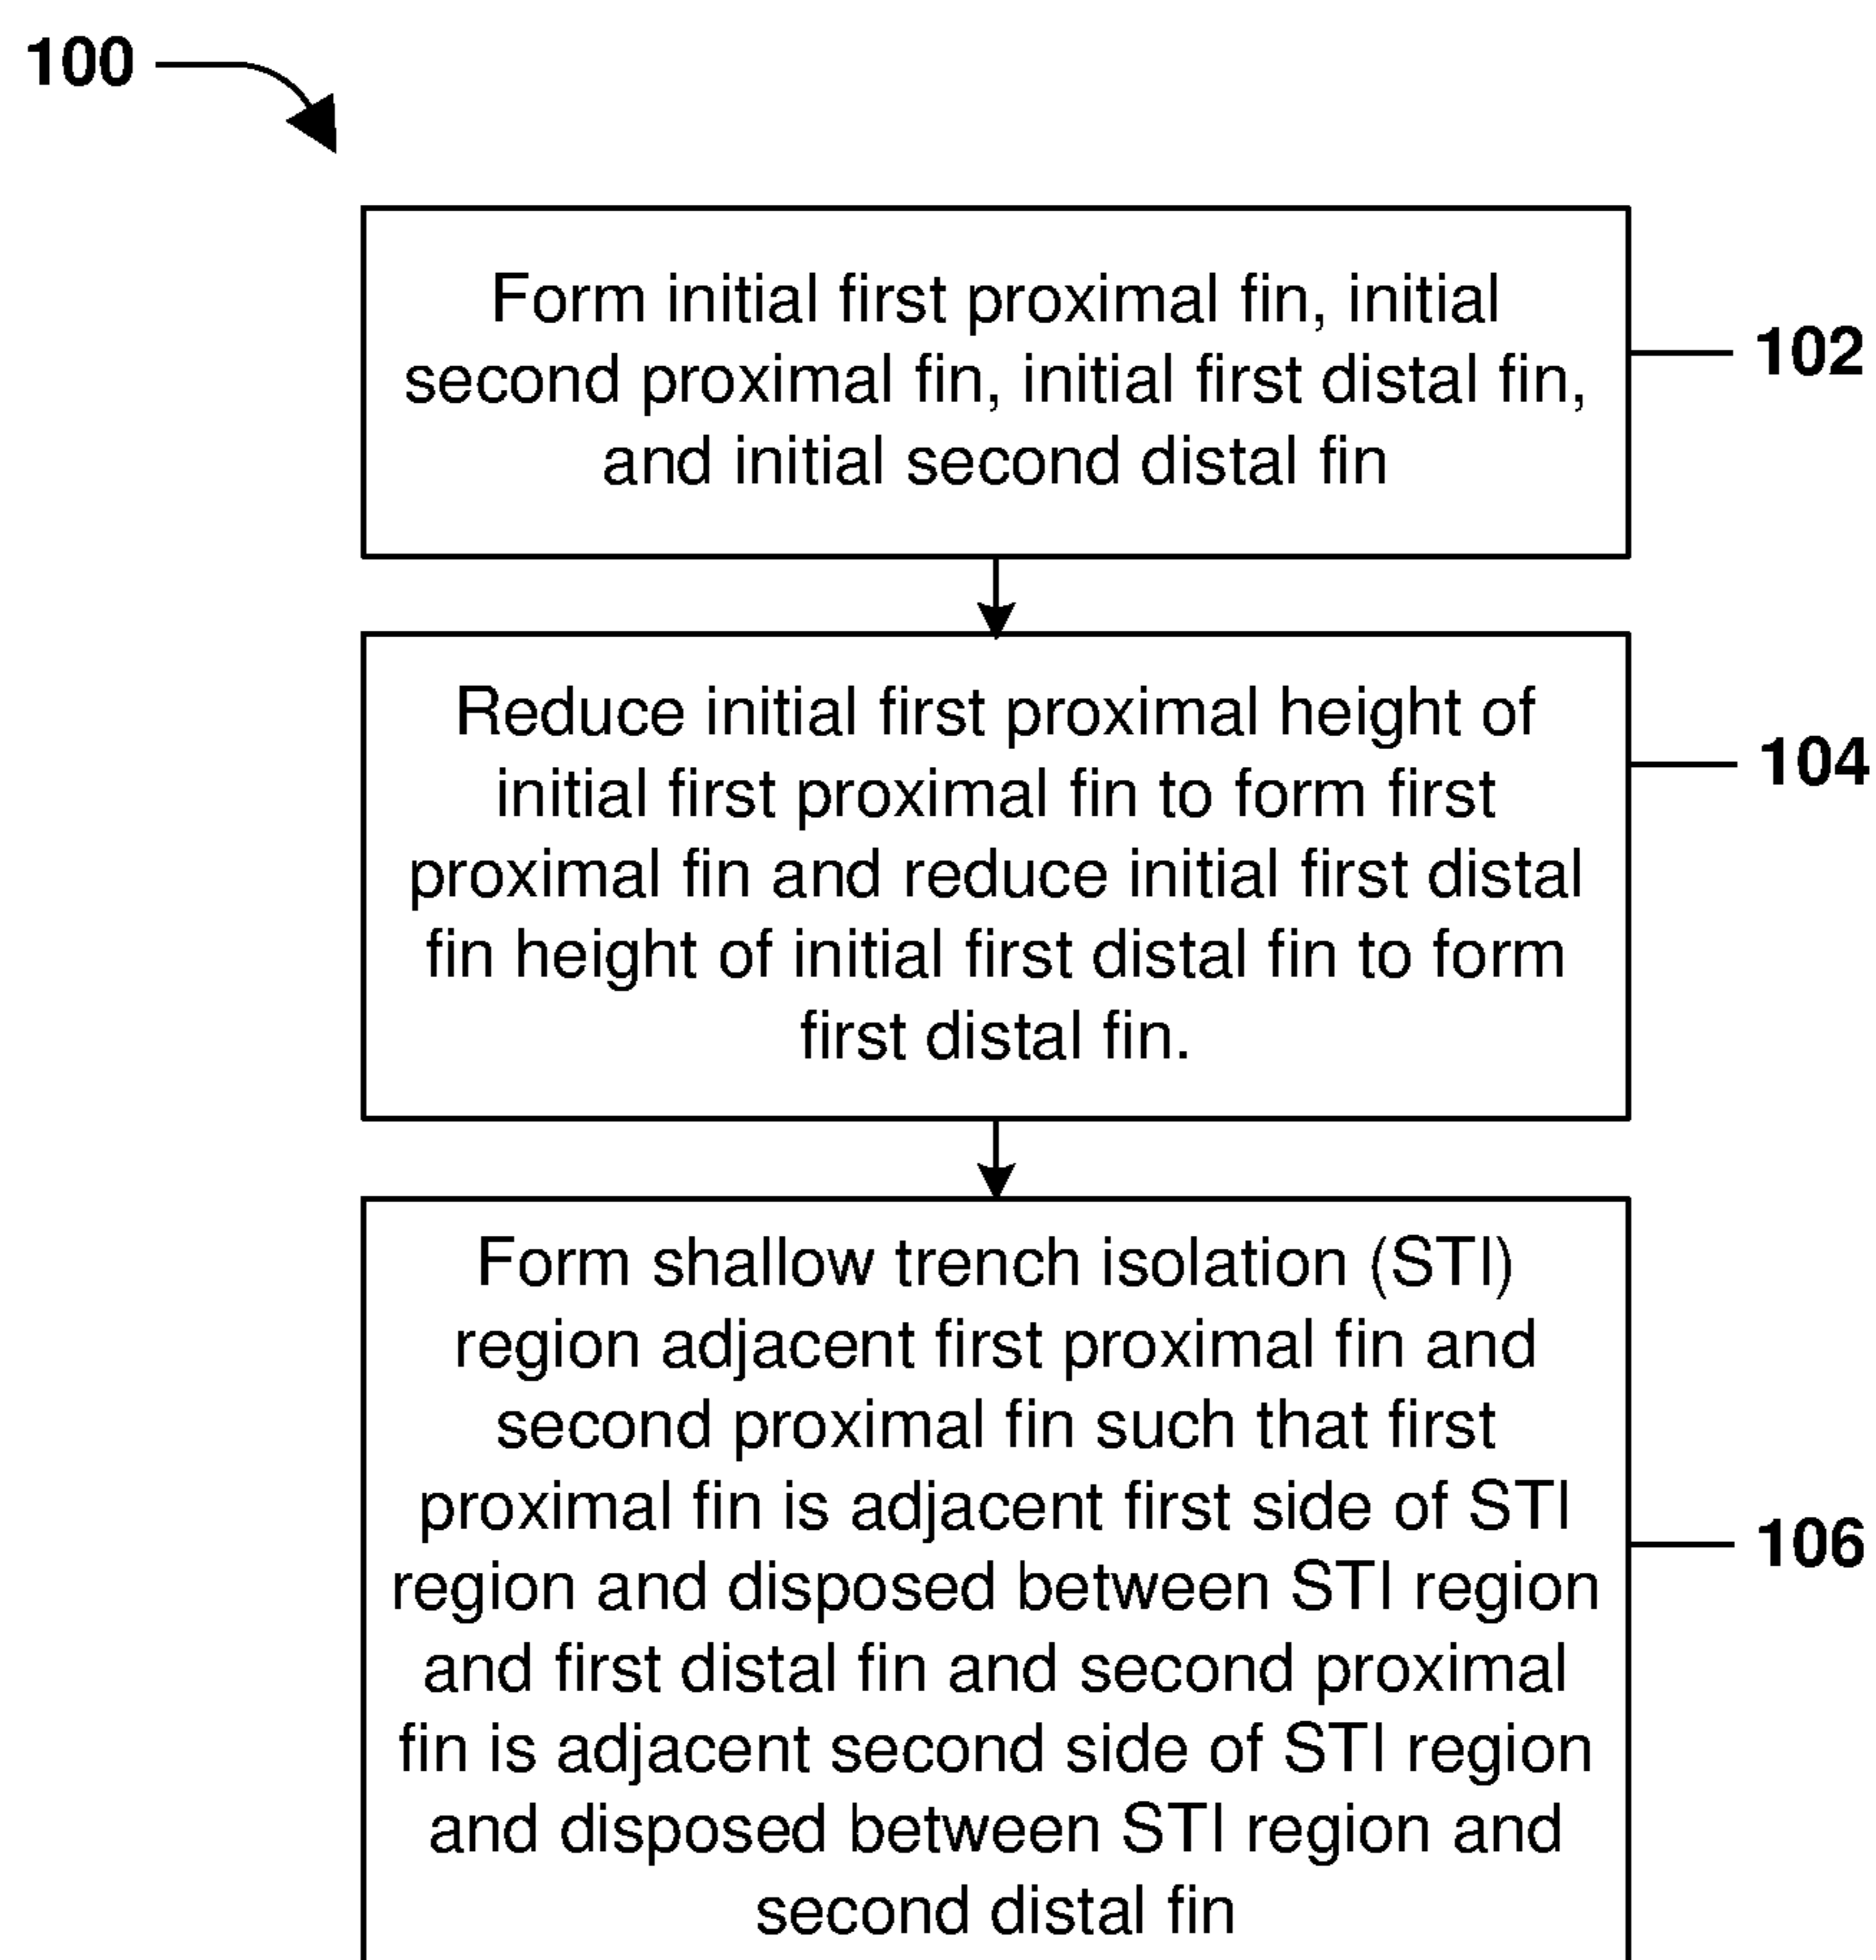 100
Form initial first proximal fin, initial
second proximal fin, initial first distal fin,
and initial second distal fin
102
Reduce initial first proximal height of
initial first proximal fin to form first
proximal fin and reduce initial first distal
fin height of initial first distal fin to form
first distal fin.
104
Form shallow trench isolation (STI)
region adjacent first proximal fin and
second proximal fin such that first
proximal fin is adjacent first side of STI
region and disposed between STI region
and first distal fin and second proximal
fin is adjacent second side of STI region
and disposed between STI region and
second distal fin
106